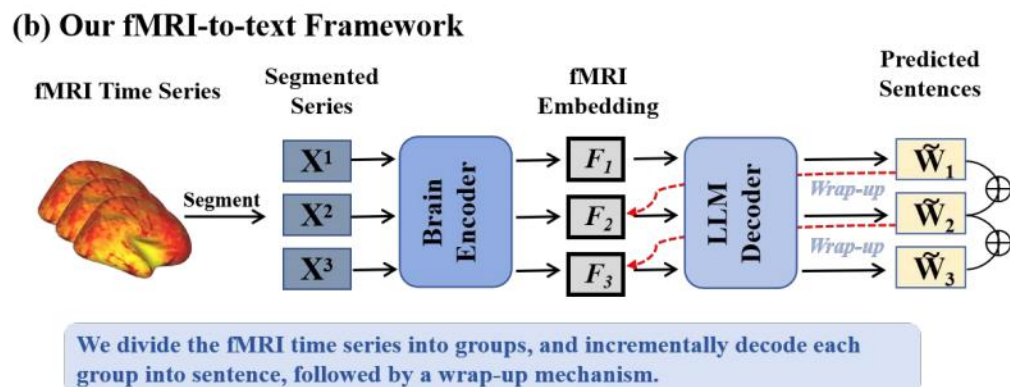 (b) Our fMRI-to-text Framework
fMRI Time Series
Segmented
Series
fMRI
Embedding
Predicted
Sentences
Segment
X¹
X²
X³
Brain
Encoder
F₁
F₂
F₃
LLM
Decoder
Wrap-up
Wrap-up
W̃₁
W̃₂
W̃₃
We divide the fMRI time series into groups, and incrementally decode each
group into sentence, followed by a wrap-up mechanism.